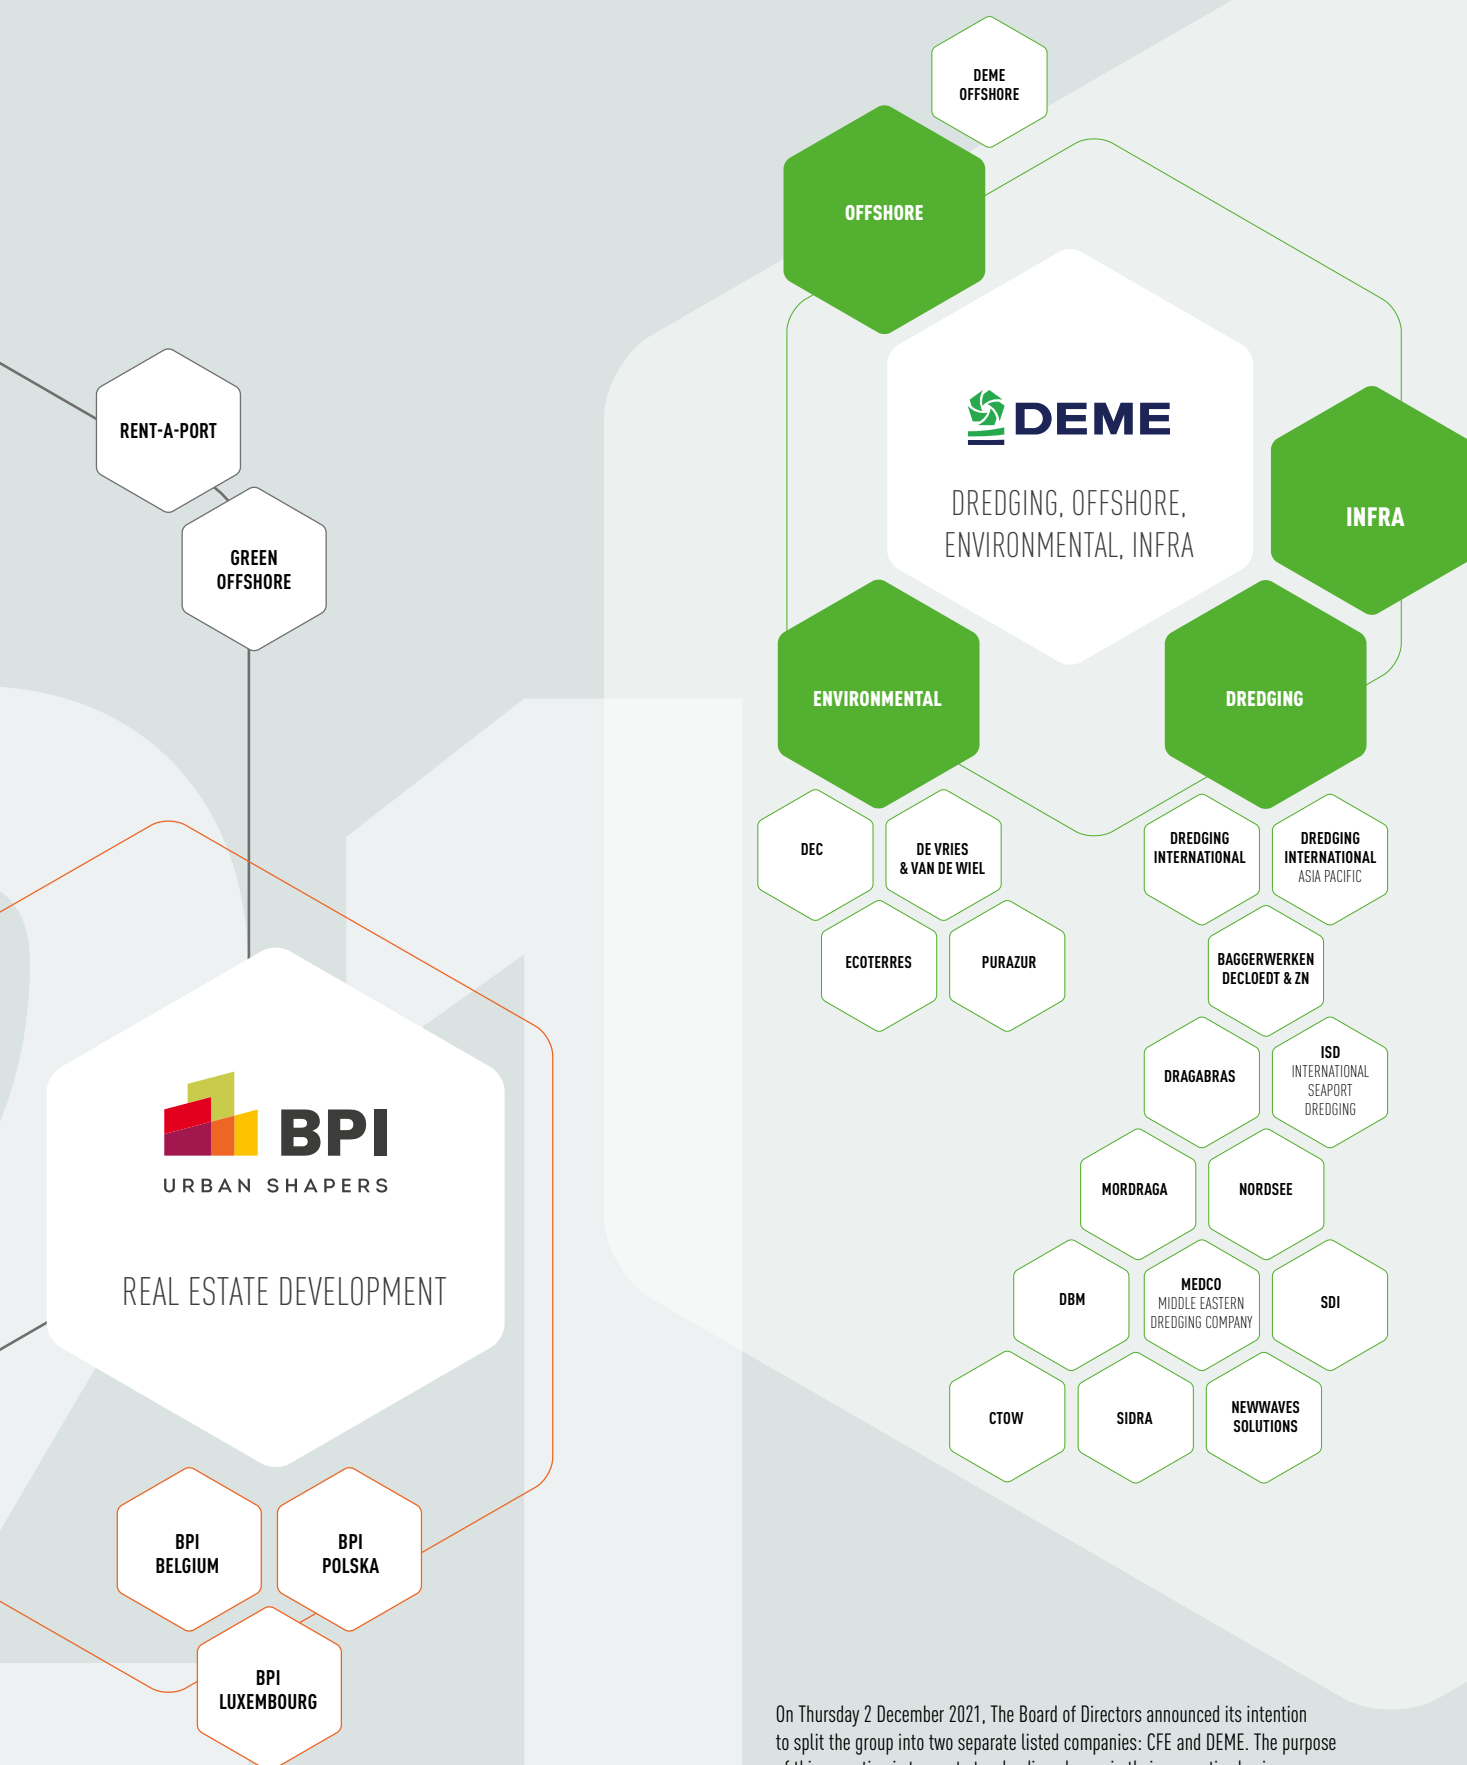 DEME
OFFSHORE
OFFSHORE
DEME
DREDGING, OFFSHORE,
ENVIRONMENTAL, INFRA
INFRA
RENT-A-PORT
GREEN
OFFSHORE
ENVIRONMENTAL
DREDGING
DEC
DE VRIES
& VAN DE WIEL
ECOTERRES
PURAZUR
DREDGING
INTERNATIONAL
DREDGING
INTERNATIONAL
ASIA PACIFIC
BAGGERWERKEN
DECLOEDT & ZN
DRAGABRAS
ISD
INTERNATIONAL
SEAPORT
DREDGING
MORDRAGA
NORDSEE
DBM
MEDCO
MIDDLE EASTERN
DREDGING COMPANY
SDI
CTOW
SIDRA
NEWWAVES
SOLUTIONS
BPI
URBAN SHAPERS
REAL ESTATE DEVELOPMENT
BPI
BELGIUM
BPI
POLSKA
BPI
LUXEMBOURG
On Thursday 2 December 2021, The Board of Directors announced its intention
to split the group into two separate listed companies: CFE and DEME. The purpose